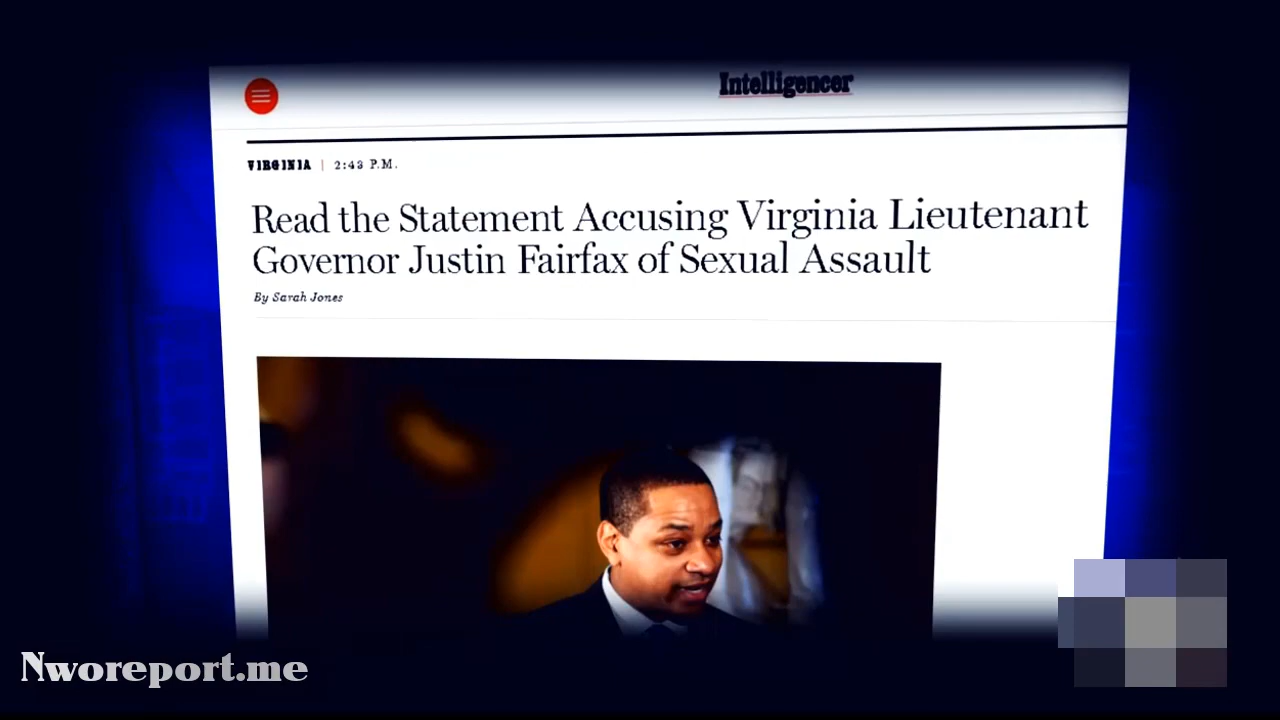 Intelligencer
VIRGINIA | 2:43 P.M.
Read the Statement Accusing Virginia Lieutenant
Governor Justin Fairfax of Sexual Assault
By Sarah Jones
Nworeport.me